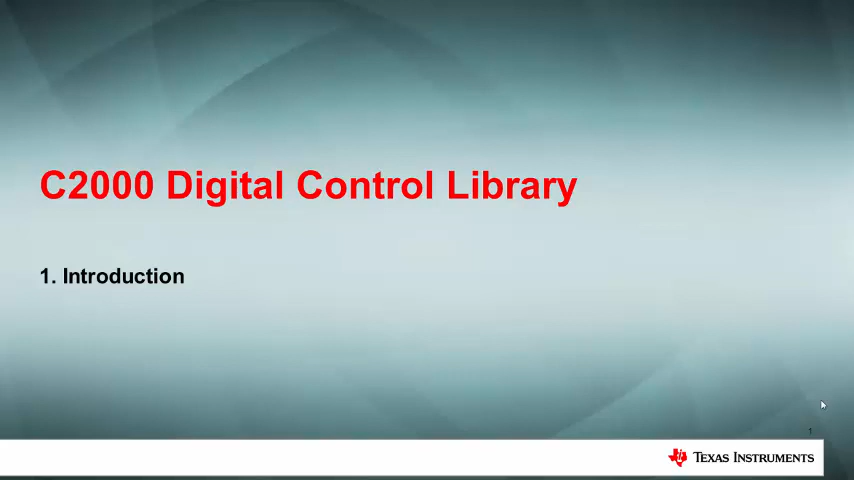 C2000 Digital Control Library
1. Introduction
1
TEXAS INSTRUMENTS